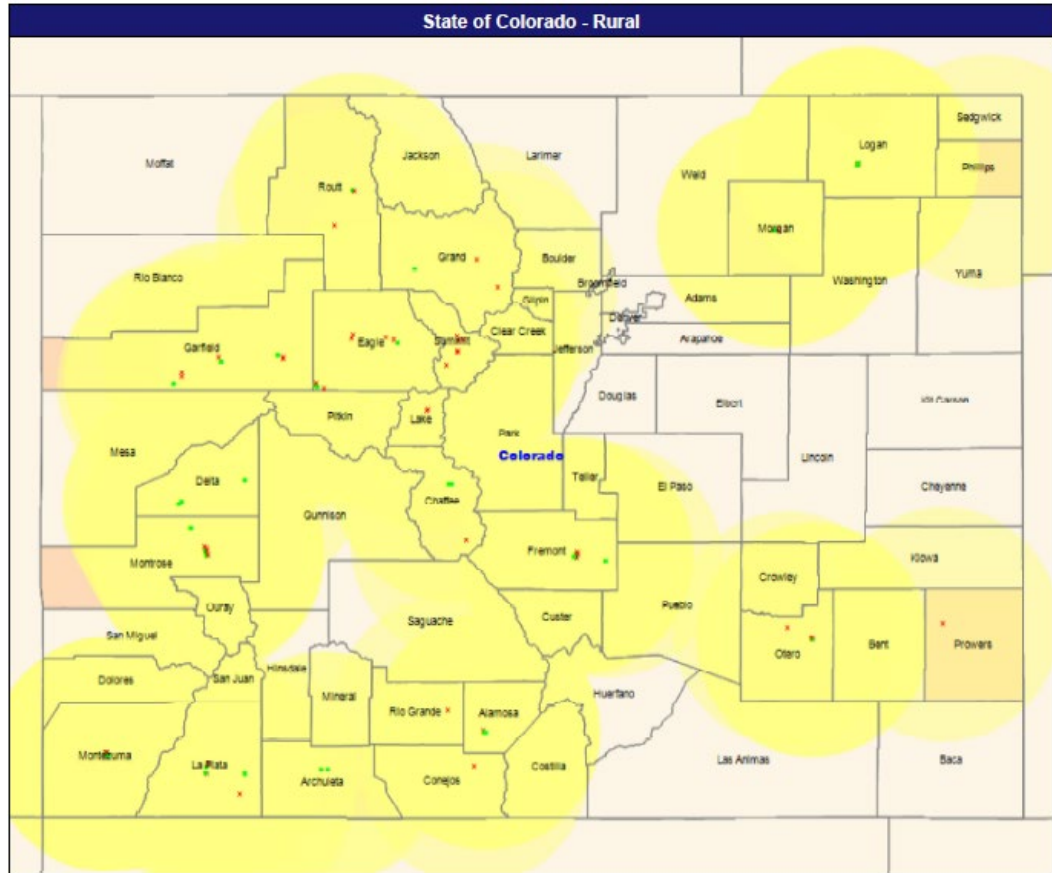 State of Colorado - Rural
Sedgwick
Logan
Jackson
Larimer
Moffat
Weld
Phillips
Routt
Morgan
Grand
Boulder
Rio Blanco
Yuma
Washington
Broomfield
Gilpin
Adams
Denver
Clear Creek
Arapahoe
Eagle
Summit
Garfield
Jefferson
Douglas
Elbert
Kit Carson
Pitkin
Lake
Park
Mesa
Colorado
Lincoln
Teller
Delta
El Paso
Cheyenne
Chaffee
Gunnison
Fremont
Kiowa
Montrose
Crowley
Pueblo
Ouray
Custer
Saguache
San Miguel
Otero
Bent
Prowers
Hinsdale
Dolores
San Juan
Mineral
Huerfano
Rio Grande
Alamosa
Montezuma
La Plata
Archuleta
Conejos
Costilla
Las Animas
Baca